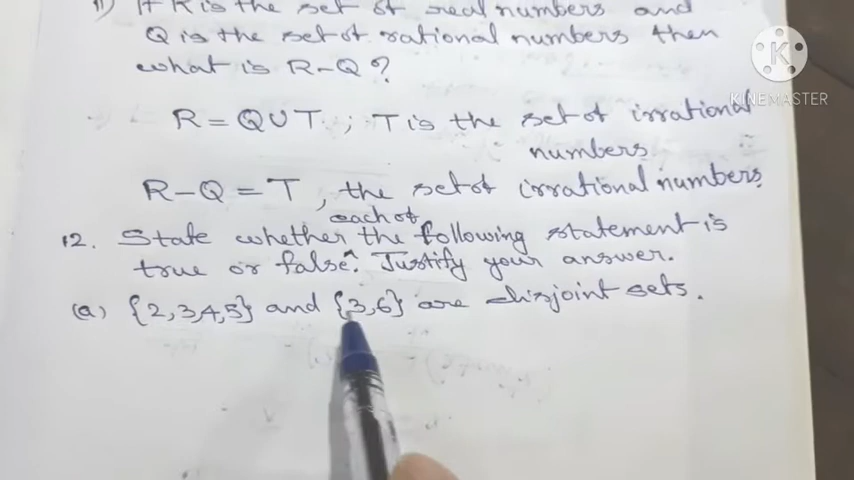 11) If R is the set of real numbers and
Q is the set of rational numbers then
what is R-Q?
R = Q∪T ; T is the set of irrational
numbers
R-Q = T, the set of irrational numbers.
each of
12. State whether the following statement is
true or false^. Justify your answer.
(a) {2,3,4,5} and {3,6} are disjoint sets.
K
KINEMASTER